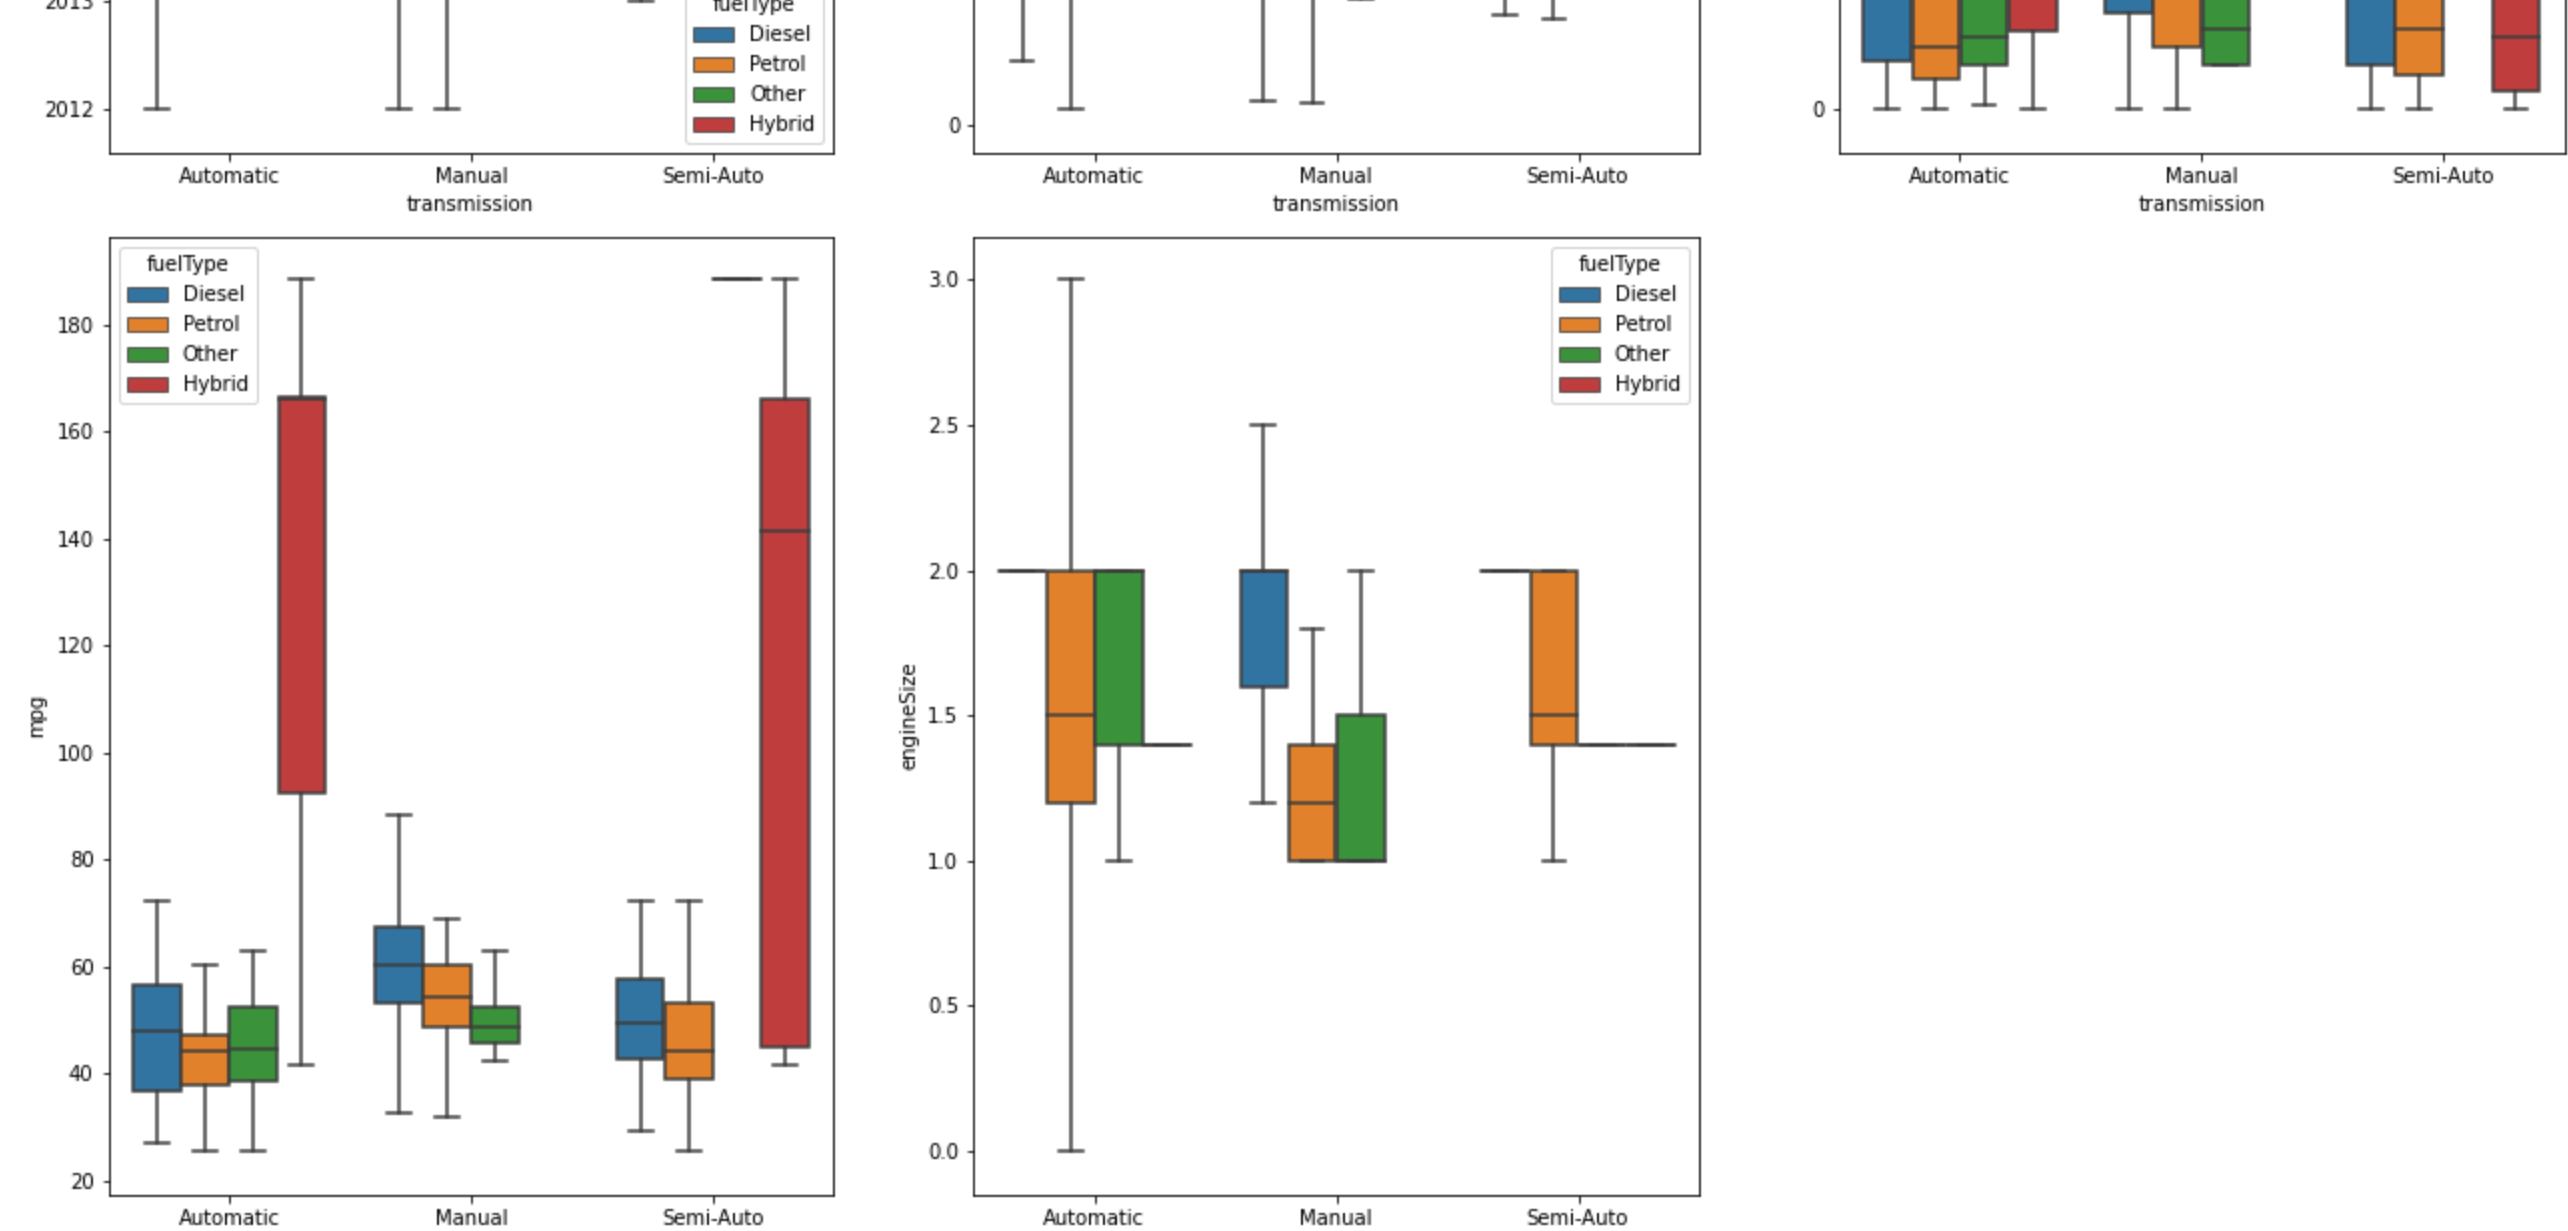 2013
fuelType
Diesel
Petrol
Other
Hybrid
2012
Automatic Manual Semi-Auto
transmission
0
Automatic Manual Semi-Auto
transmission
0
Automatic Manual Semi-Auto
transmission
fuelType
Diesel
Petrol
Other
Hybrid
180
160
140
120
100
80
60
40
20
mpg
Automatic Manual Semi-Auto
fuelType
Diesel
Petrol
Other
Hybrid
3.0
2.5
2.0
1.5
1.0
0.5
0.0
engineSize
Automatic Manual Semi-Auto